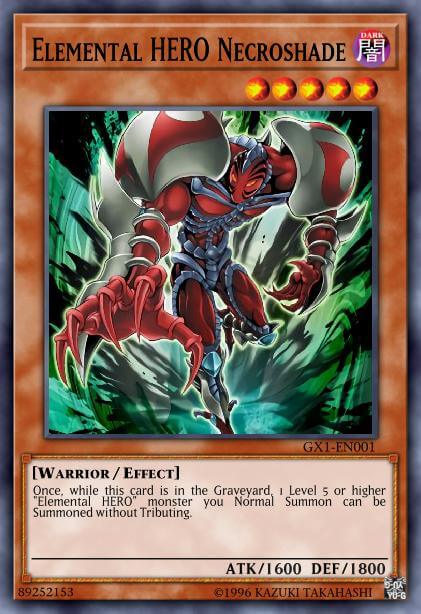 Elemental HERO Necroshade
DARK
闇
GX1-EN001
[Warrior / Effect]
Once, while this card is in the Graveyard, 1 Level 5 or higher
"Elemental HERO" monster you Normal Summon can be
Summoned without Tributing.
ATK/1600 DEF/1800
89252153
©1996 KAZUKI TAKAHASHI